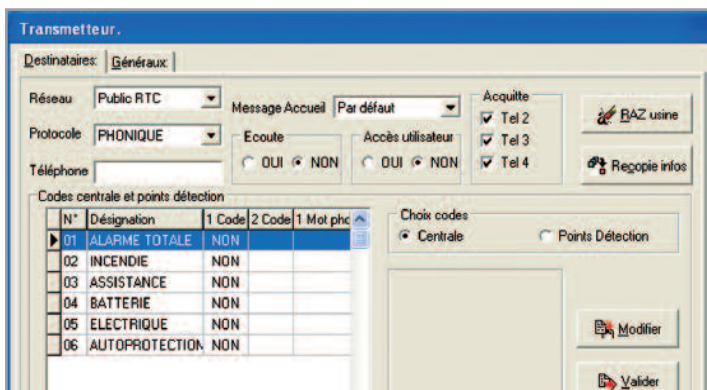 Transmetteur.
Destinataires: Généraux:
Réseau Public RTC
Message Accueil Par défaut
Acquitte
Tel 2
Tel 3
Tel 4
RAZ usine
Protocole PHONIQUE
Ecoute
OUI NON
Accès utilisateur
OUI NON
Téléphone
Recopie infos
Codes centrale et points détection
N° Désignation 1 Code 2 Code 1 Mot pho
01 ALARME TOTALE NON
02 INCENDIE NON
03 ASSISTANCE NON
04 BATTERIE NON
05 ELECTRIQUE NON
06 AUTOPROTECTION NON
Choix codes
Centrale Points Détection
Modifier
Valider